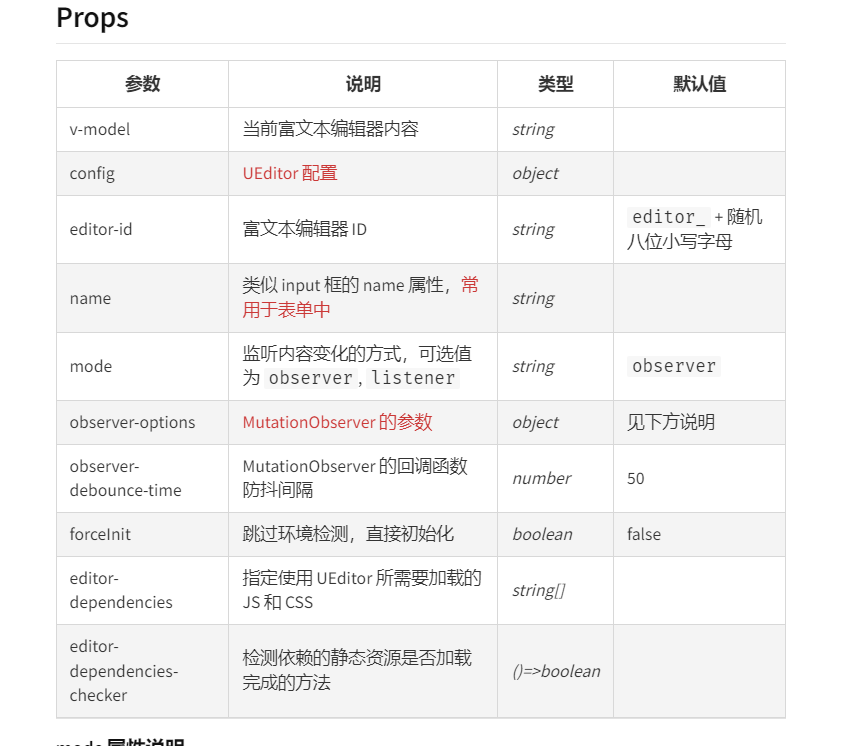 Props
参数 说明 类型 默认值
v-model 当前富文本编辑器内容 string
config UEditor 配置 object
editor-id 富文本编辑器 ID string editor_ + 随机
八位小写字母
name 类似 input 框的 name 属性，常
用于表单中 string
mode 监听内容变化的方式，可选值
为 observer , listener string observer
observer-options MutationObserver 的参数 object 见下方说明
observer-
debounce-time MutationObserver 的回调函数
防抖间隔 number 50
forceInit 跳过环境检测，直接初始化 boolean false
editor-
dependencies 指定使用 UEditor 所需要加载的
JS 和 CSS string[]
editor-
dependencies-
checker 检测依赖的静态资源是否加载
完成的方法 ()=>boolean
mode 属性说明